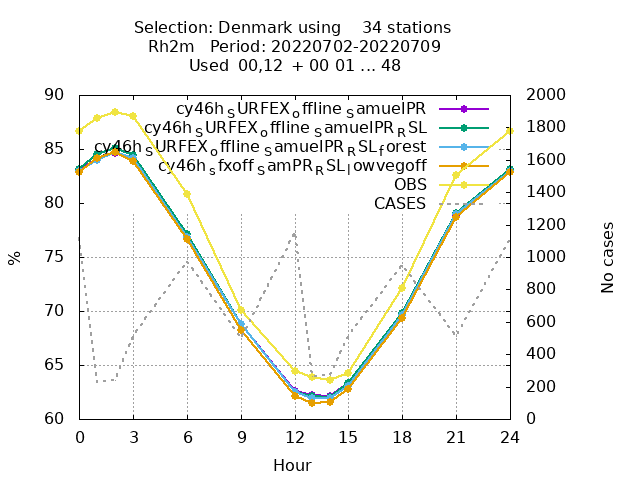 Selection: Denmark using    34 stations
Rh2m   Period: 20220702-20220709
Used  00,12  + 00 01 ... 48
90 2000
cy46h_SURFEX_offline_SamuelPR
cy46h_SURFEX_offline_SamuelPR_RSL 1800
85 cy46h_SURFEX_offline_SamuelPR_RSL_forest
cy46h_sfxoff_SamPR_RSL_lowvegoff 1600
OBS 1400
80 CASES
1200
75 1000
% No cases
800
70
600
65 400
200
60 0
0 3 6 9 12 15 18 21 24
Hour